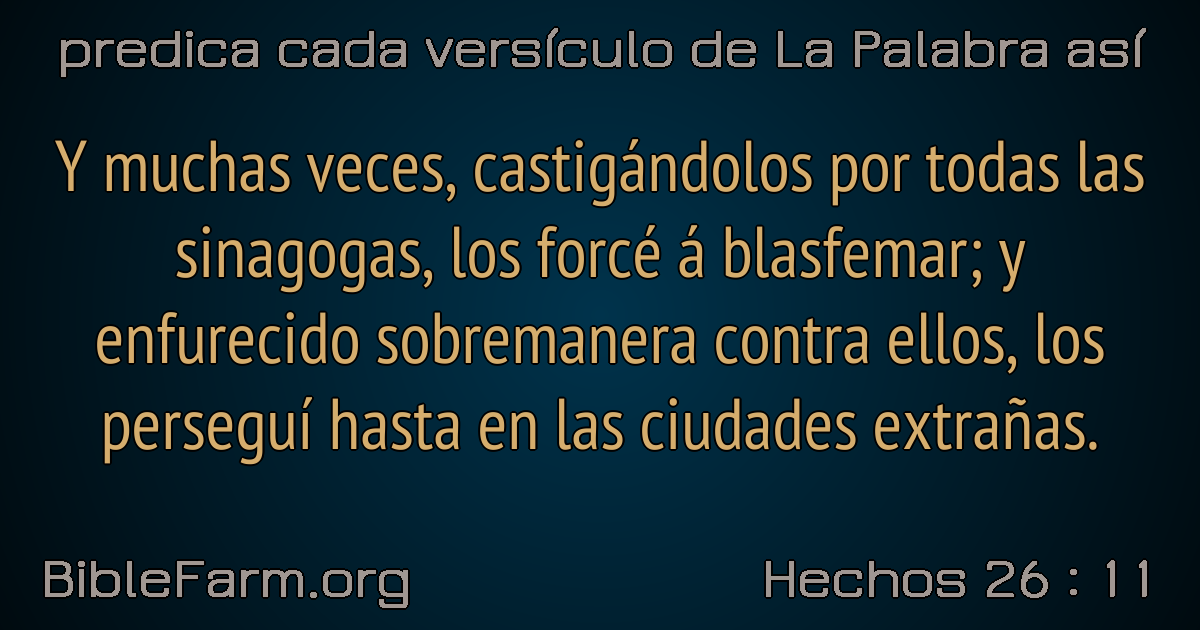 predica cada versículo de La Palabra así
Y muchas veces, castigándolos por todas las
sinagogas, los forcé á blasfemar; y
enfurecido sobremanera contra ellos, los
perseguí hasta en las ciudades extrañas.
BibleFarm.org
Hechos 26 : 11